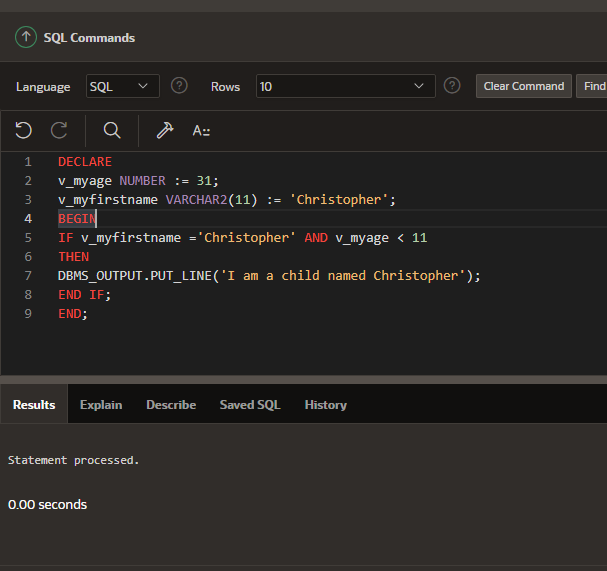 SQL Commands
Language SQL Rows 10 Clear Command Find
A::
1 DECLARE
2 v_myage NUMBER := 31;
3 v_myfirstname VARCHAR2(11) := 'Christopher';
4 BEGIN
5 IF v_myfirstname ='Christopher' AND v_myage < 11
6 THEN
7 DBMS_OUTPUT.PUT_LINE('I am a child named Christopher');
8 END IF;
9 END;
Results Explain Describe Saved SQL History
Statement processed.
0.00 seconds